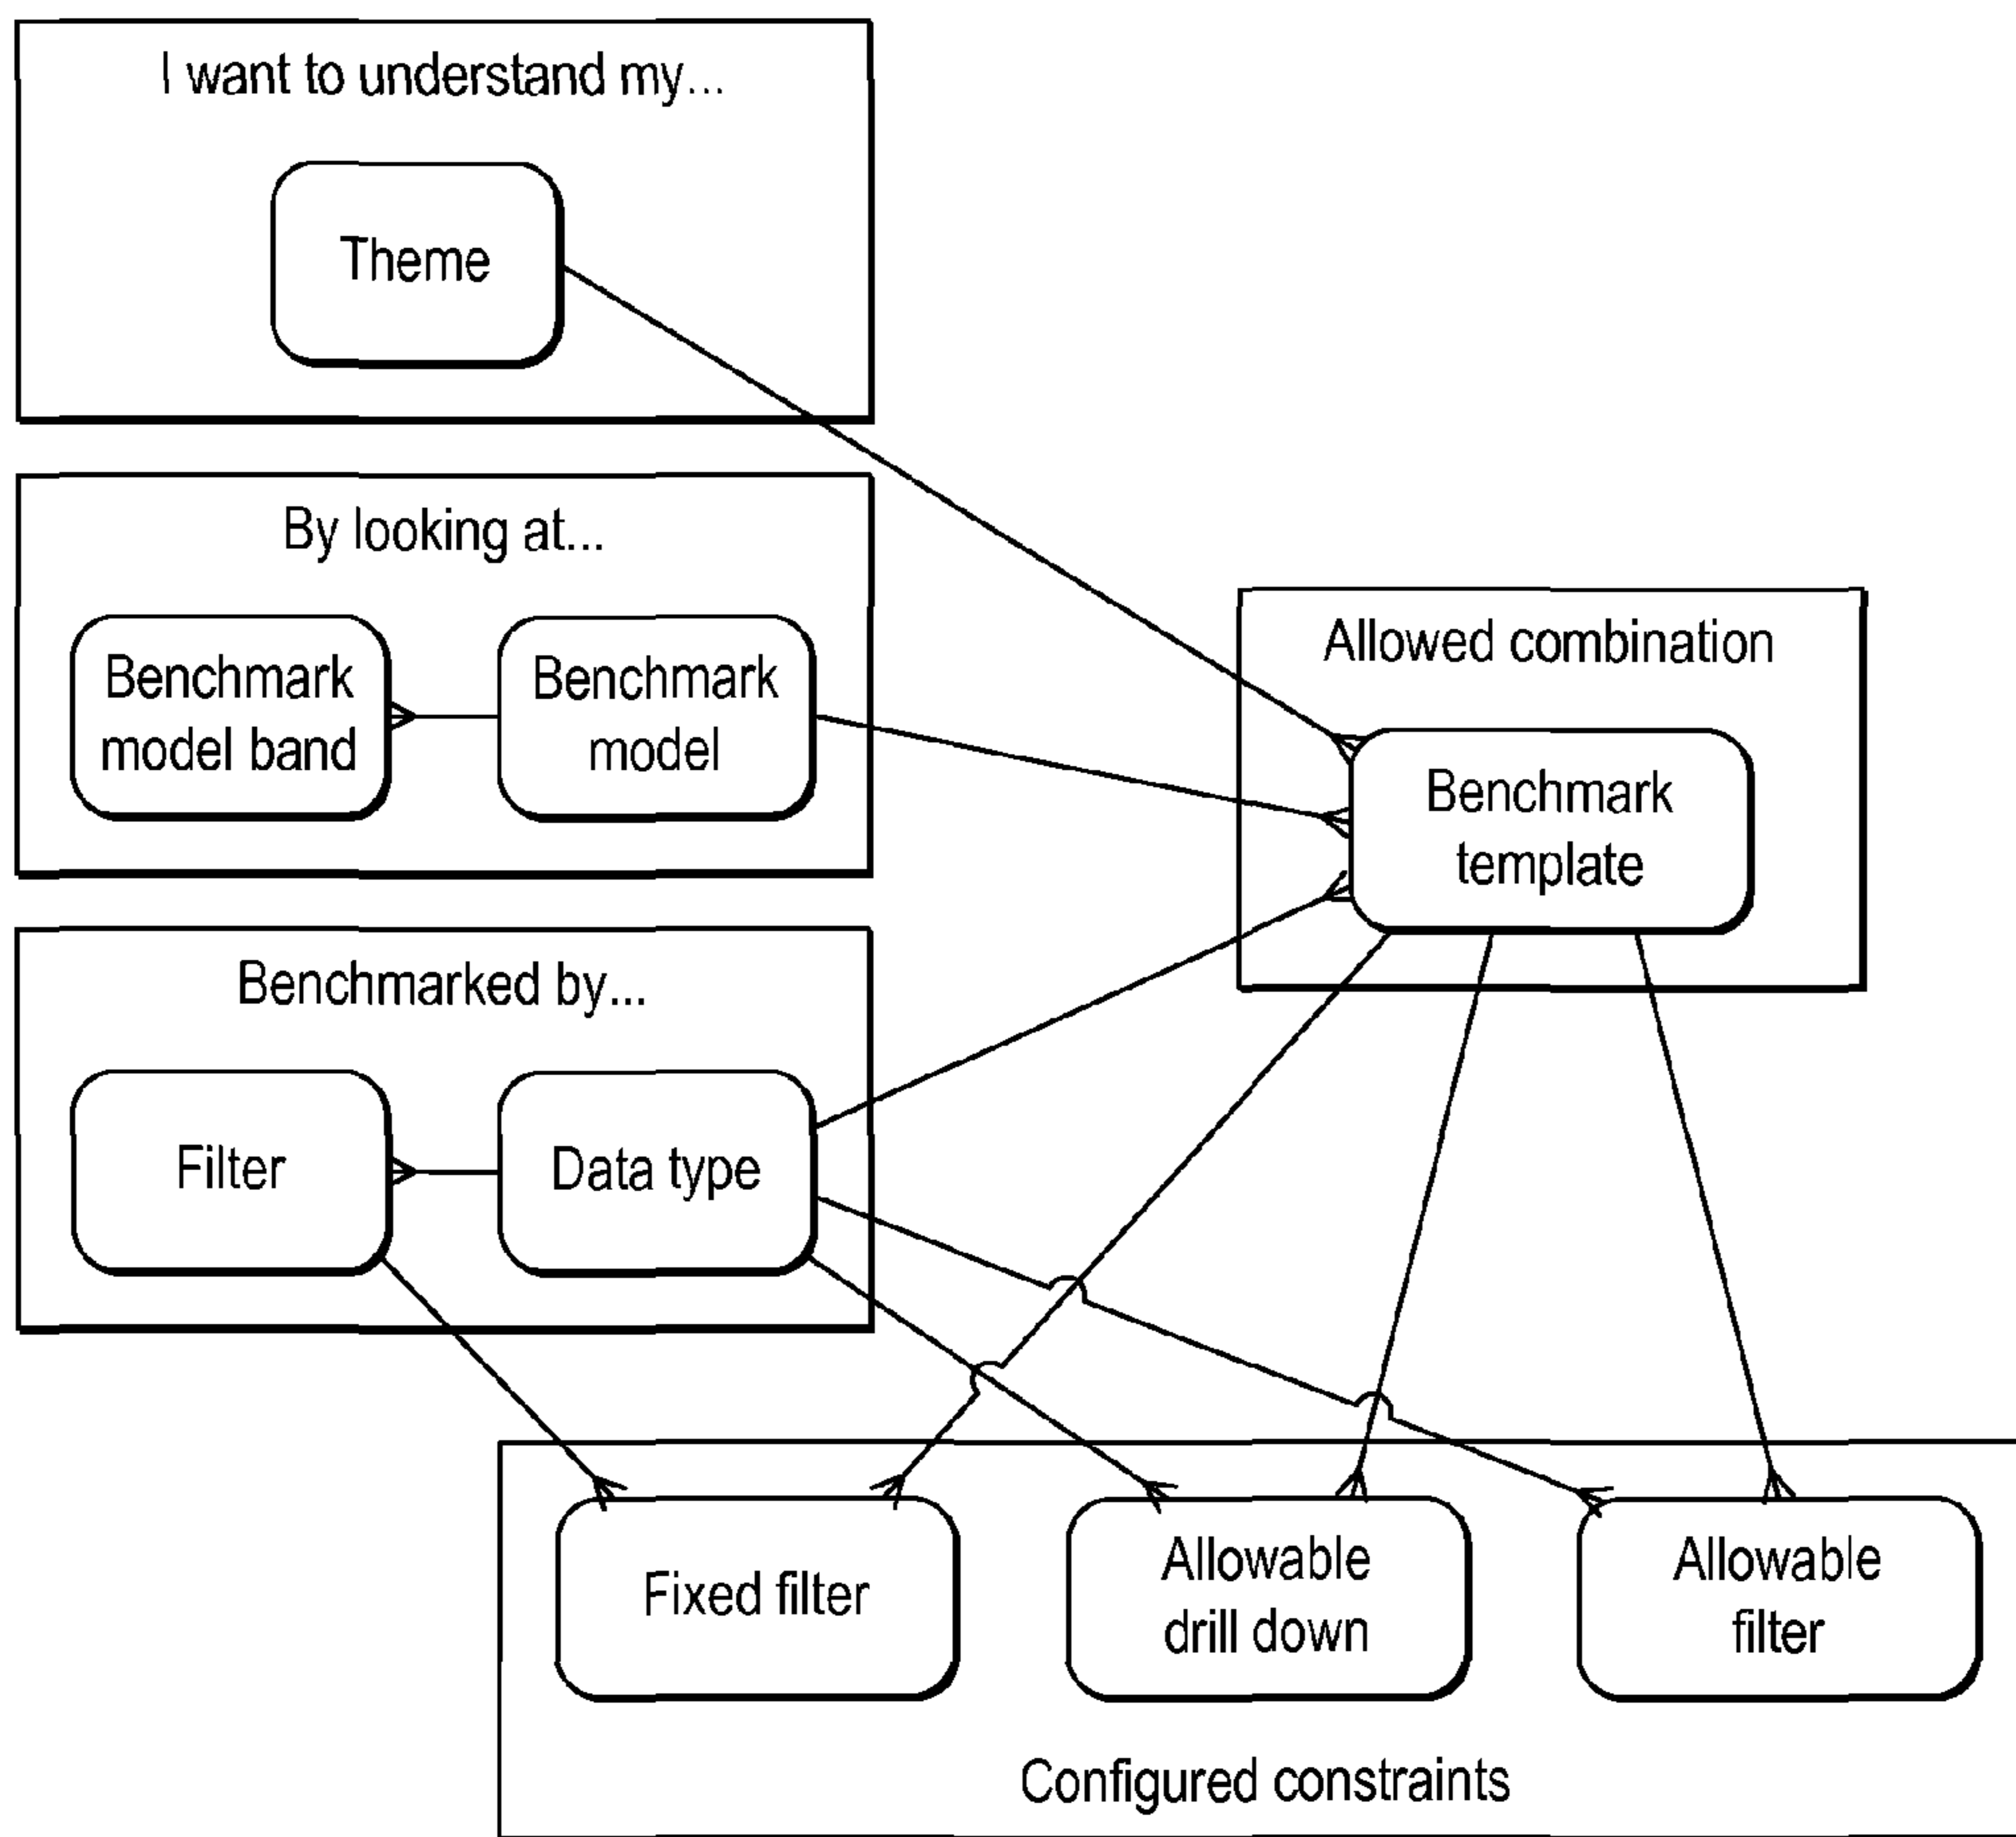 I want to understand my...
Theme
By looking at...
Benchmark
model band
Benchmark
model
Allowed combination
Benchmark
template
Benchmarked by...
Filter
Data type
Fixed filter
Allowable
drill down
Allowable
filter
Configured constraints